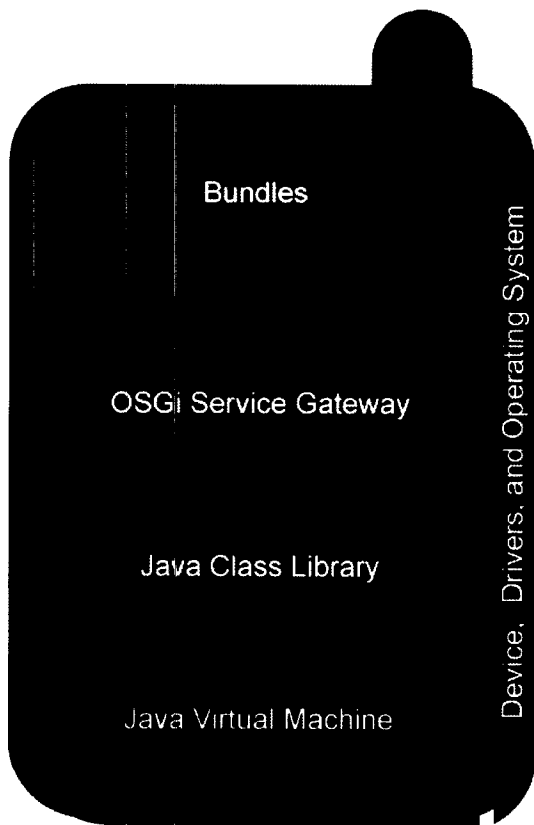 Bundles
OSGi Service Gateway
Java Class Library
Java Virtual Machine
Device, Drivers, and Operating System